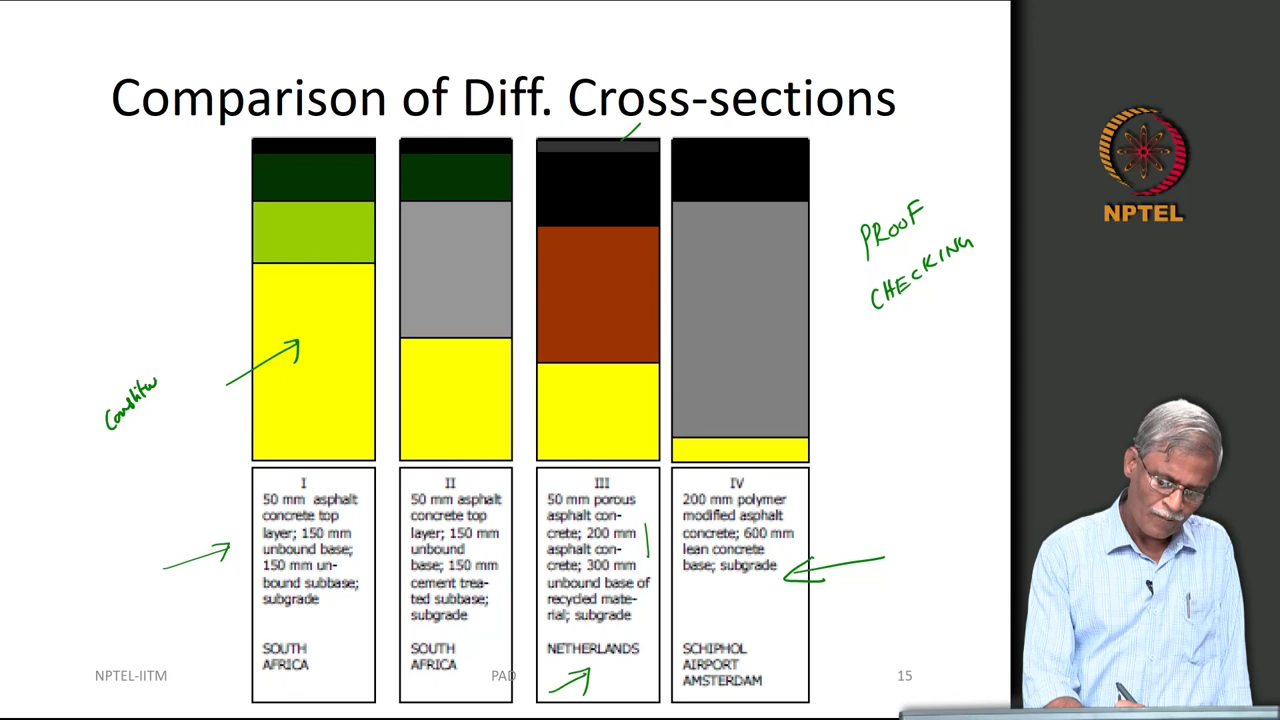 Comparison of Diff. Cross-sections
NPTEL
PROOF
CHECKING
I
50 mm asphalt
concrete top
layer; 150 mm
unbound base;
150 mm un-
bound subbase;
subgrade
SOUTH
AFRICA
II
50 mm asphalt
concrete top
layer; 150 mm
unbound
base; 150 mm
cement trea-
ted subbase;
subgrade
SOUTH
AFRICA
III
50 mm porous
asphalt con-
crete; 200 mm
asphalt con-
crete; 300 mm
unbound base of
recycled mate-
rial; subgrade
NETHERLANDS
IV
200 mm polymer
modified asphalt
concrete; 600 mm
lean concrete
base; subgrade
SCHIPHOL
AIRPORT
AMSTERDAM
NPTEL-IITM
PAD
15